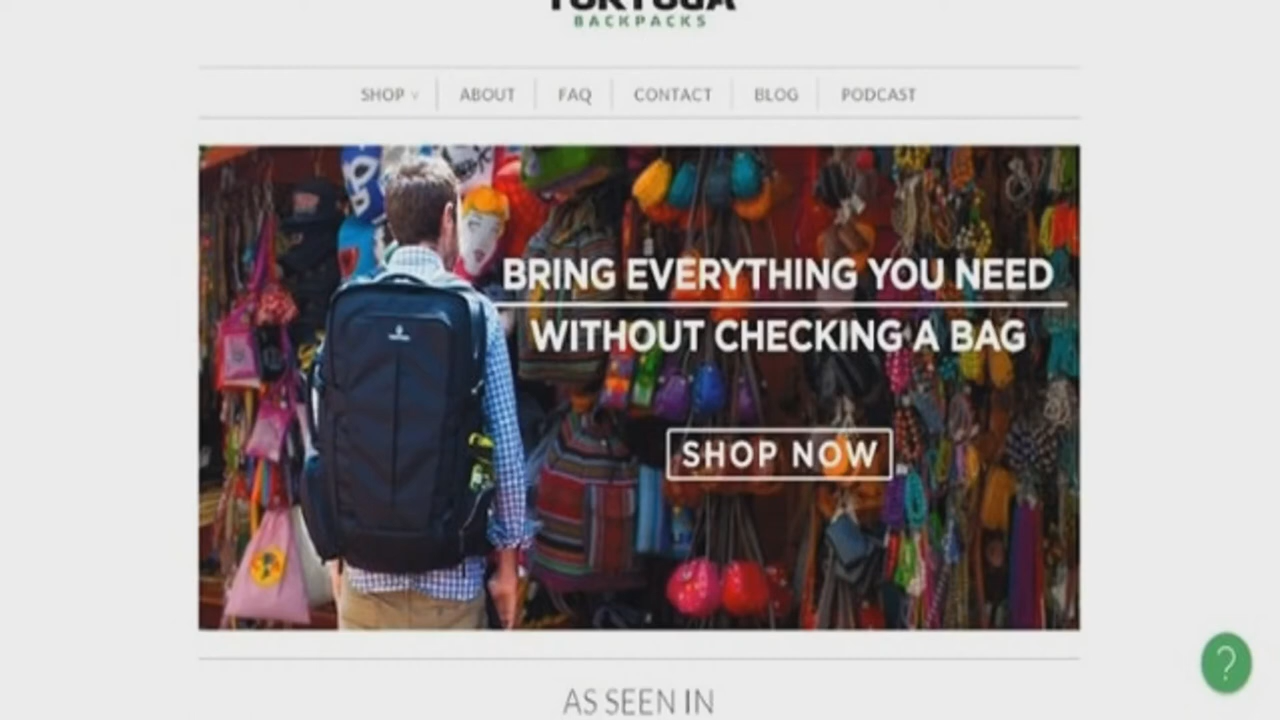 TORTUGA
BACKPACKS
SHOP ∨ ABOUT FAQ CONTACT BLOG PODCAST
BRING EVERYTHING YOU NEED
WITHOUT CHECKING A BAG
SHOP NOW
?
AS SEEN IN